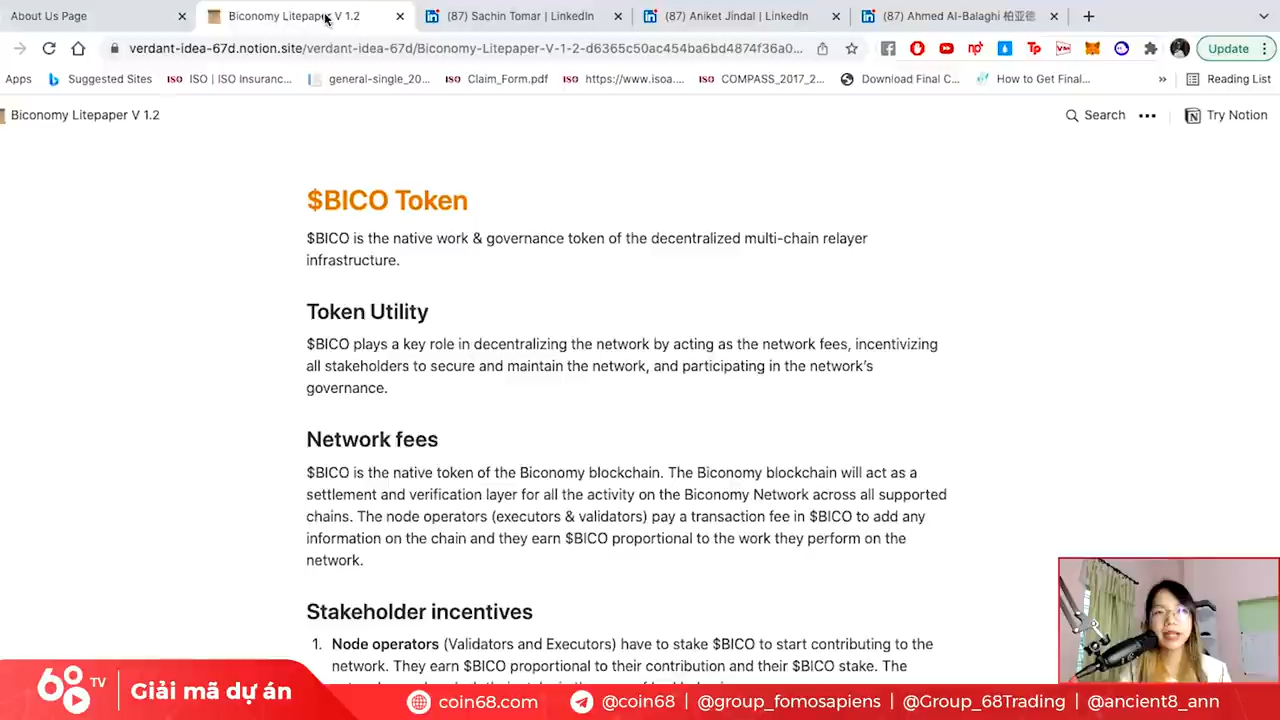 About Us Page
Biconomy Litepaper V 1.2
(87) Sachin Tomar | LinkedIn
(87) Aniket Jindal | LinkedIn
(87) Ahmed Al-Balaghi 柏亚德
verdant-idea-67d.notion.site/verdant-idea-67d/Biconomy-Litepaper-V-1-2-d6365c50ac454ba6bd4874f36a0...
Update
Apps
Suggested Sites
ISO | ISO Insuranc...
general-single_20...
Claim_Form.pdf
https://www.isoa....
COMPASS_2017_2...
Download Final C...
How to Get Final...
Reading List
Biconomy Litepaper V 1.2
Search
Try Notion
$BICO Token
$BICO is the native work & governance token of the decentralized multi-chain relayer
infrastructure.
Token Utility
$BICO plays a key role in decentralizing the network by acting as the network fees, incentivizing
all stakeholders to secure and maintain the network, and participating in the network’s
governance.
Network fees
$BICO is the native token of the Biconomy blockchain. The Biconomy blockchain will act as a
settlement and verification layer for all the activity on the Biconomy Network across all supported
chains. The node operators (executors & validators) pay a transaction fee in $BICO to add any
information on the chain and they earn $BICO proportional to the work they perform on the
network.
Stakeholder incentives
1. Node operators (Validators and Executors) have to stake $BICO to start contributing to the
network. They earn $BICO proportional to their contribution and their $BICO stake. The
68 TV
Giải mã dự án
coin68.com
@coin68
@group_fomosapiens
@Group_68Trading
@ancient8_ann